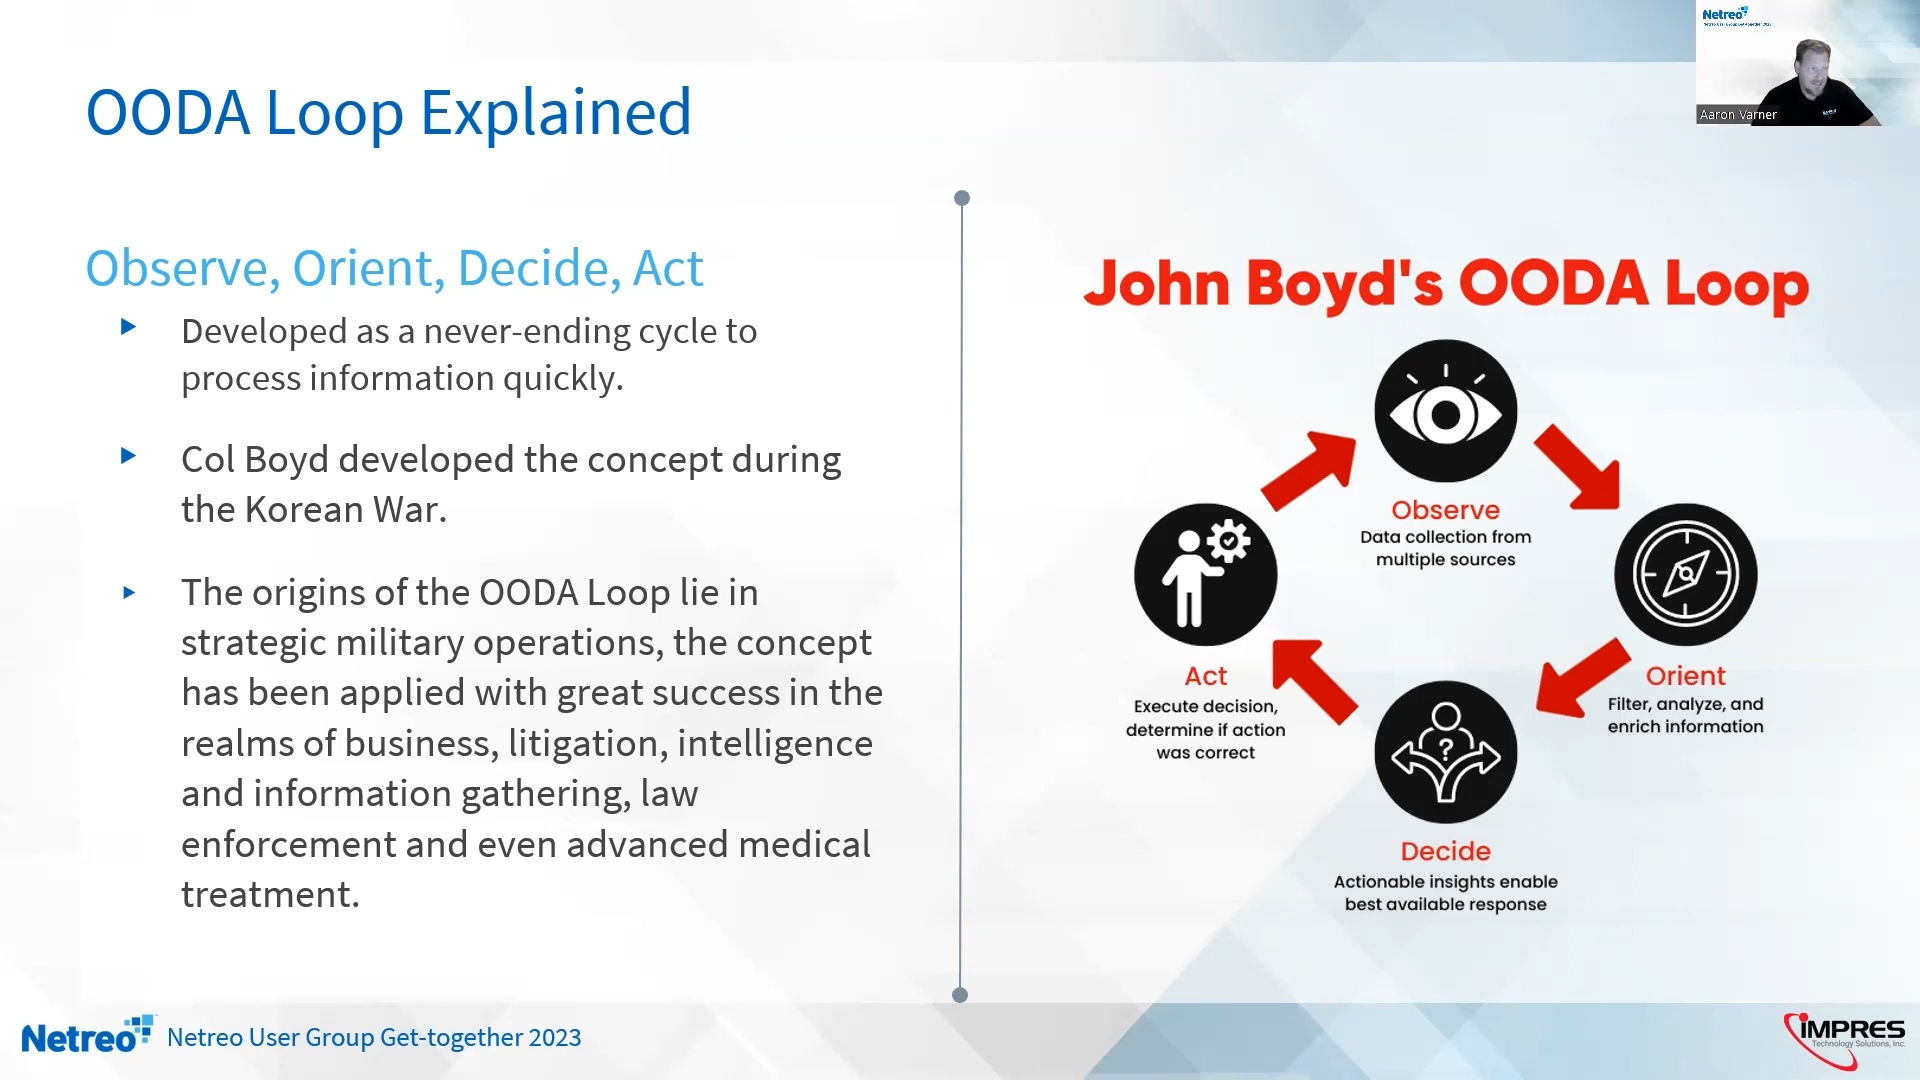 OODA Loop Explained
Observe, Orient, Decide, Act
Developed as a never-ending cycle to
process information quickly.
Col Boyd developed the concept during
the Korean War.
The origins of the OODA Loop lie in
strategic military operations, the concept
has been applied with great success in the
realms of business, litigation, intelligence
and information gathering, law
enforcement and even advanced medical
treatment.
John Boyd's OODA Loop
Observe
Data collection from
multiple sources
Orient
Filter, analyze, and
enrich information
?
Decide
Actionable insights enable
best available response
Act
Execute decision,
determine if action
was correct
Netreo
Aaron Varner
Netreo
Netreo User Group Get-together 2023
IMPRES
Technology Solutions, Inc.